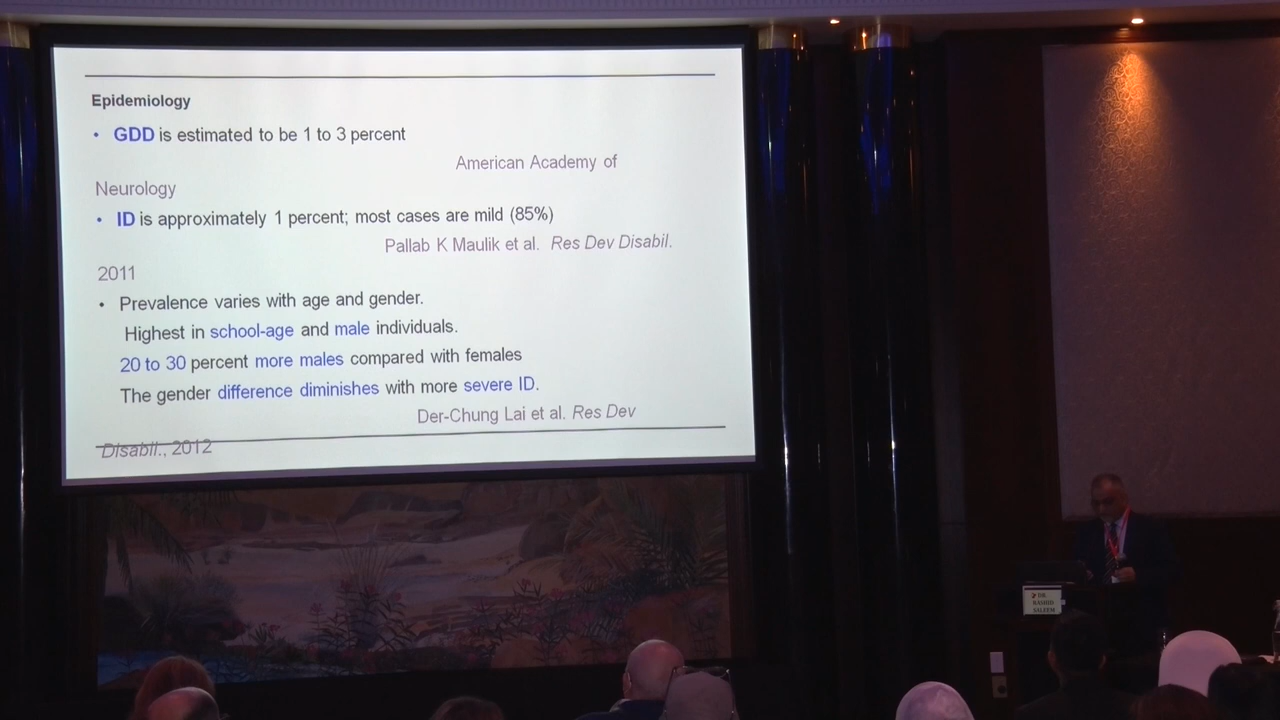 Epidemiology
• GDD is estimated to be 1 to 3 percent
American Academy of
Neurology
• ID is approximately 1 percent; most cases are mild (85%)
Pallab K Maulik et al. Res Dev Disabil.
2011
• Prevalence varies with age and gender.
Highest in school-age and male individuals.
20 to 30 percent more males compared with females
The gender difference diminishes with more severe ID.
Der-Chung Lai et al. Res Dev
Disabil., 2012
DR.
RASHID
SALEEM